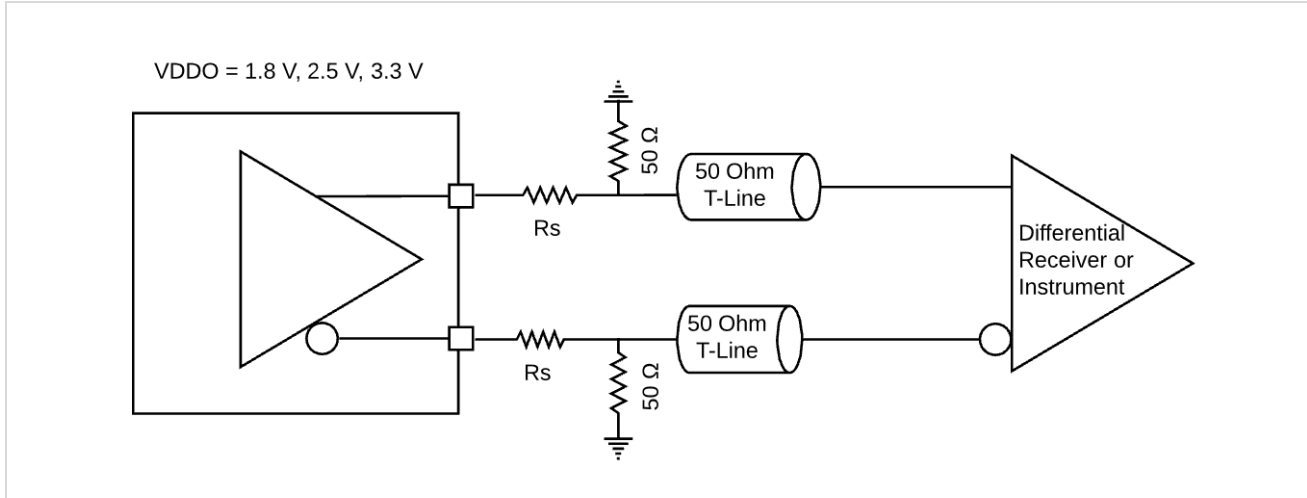 VDDO = 1.8 V, 2.5 V, 3.3 V
50 Ω
50 Ohm
T-Line
Rs
Differential
Receiver or
Instrument
50 Ohm
T-Line
Rs
50 Ω